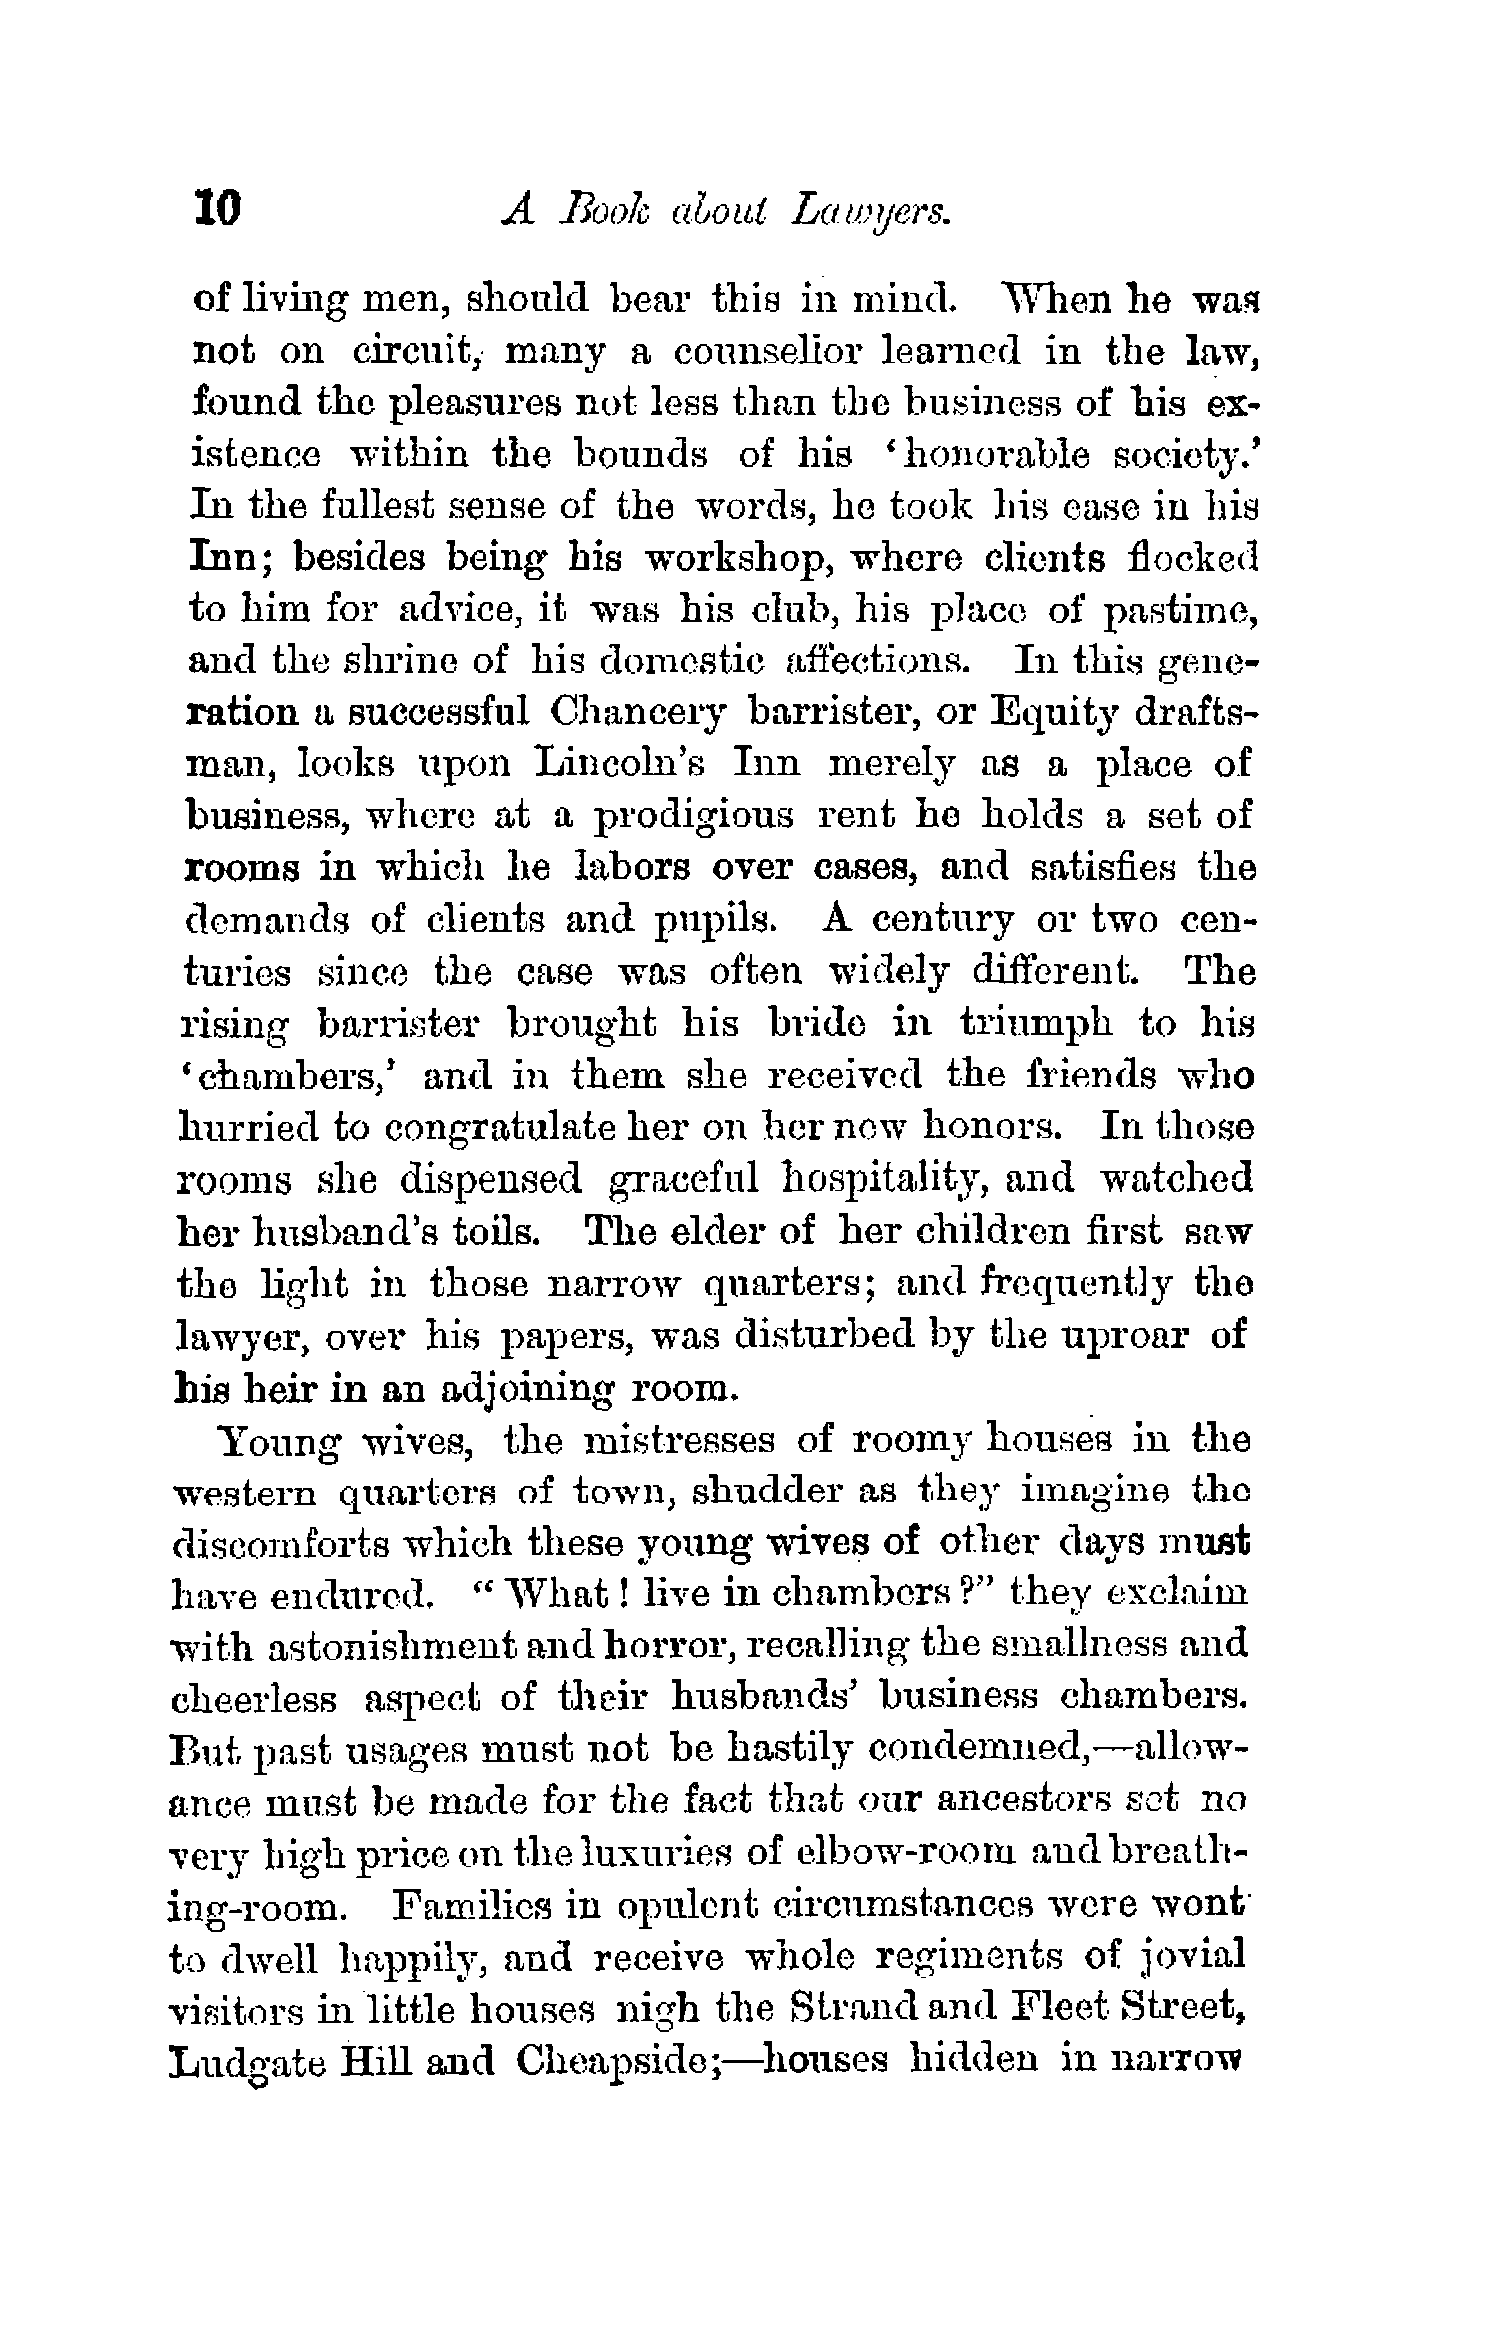 10 A Book about Lawyers.
of living men, should bear this in mind. When he was
not on circuit, many a counsellor learned in the law,
found the pleasures not less than the business of his ex-
istence within the bounds of his 'honorable society.'
In the fullest sense of the words, he took his ease in his
Inn; besides being his workshop, where clients flocked
to him for advice, it was his club, his place of pastime,
and the shrine of his domestic affections. In this gene-
ration a successful Chancery barrister, or Equity drafts-
man, looks upon Lincoln's Inn merely as a place of
business, where at a prodigious rent he holds a set of
rooms in which he labors over cases, and satisfies the
demands of clients and pupils. A century or two cen-
turies since the case was often widely different. The
rising barrister brought his bride in triumph to his
'chambers,' and in them she received the friends who
hurried to congratulate her on her new honors. In those
rooms she dispensed graceful hospitality, and watched
her husband's toils. The elder of her children first saw
the light in those narrow quarters; and frequently the
lawyer, over his papers, was disturbed by the uproar of
his heir in an adjoining room.
Young wives, the mistresses of roomy houses in the
western quarters of town, shudder as they imagine the
discomforts which these young wives of other days must
have endured. "What! live in chambers?" they exclaim
with astonishment and horror, recalling the smallness and
cheerless aspect of their husbands' business chambers.
But past usages must not be hastily condemned,—allow-
ance must be made for the fact that our ancestors set no
very high price on the luxuries of elbow-room and breath-
ing-room. Families in opulent circumstances were wont
to dwell happily, and receive whole regiments of jovial
visitors in little houses nigh the Strand and Fleet Street,
Ludgate Hill and Cheapside;—houses hidden in narrow